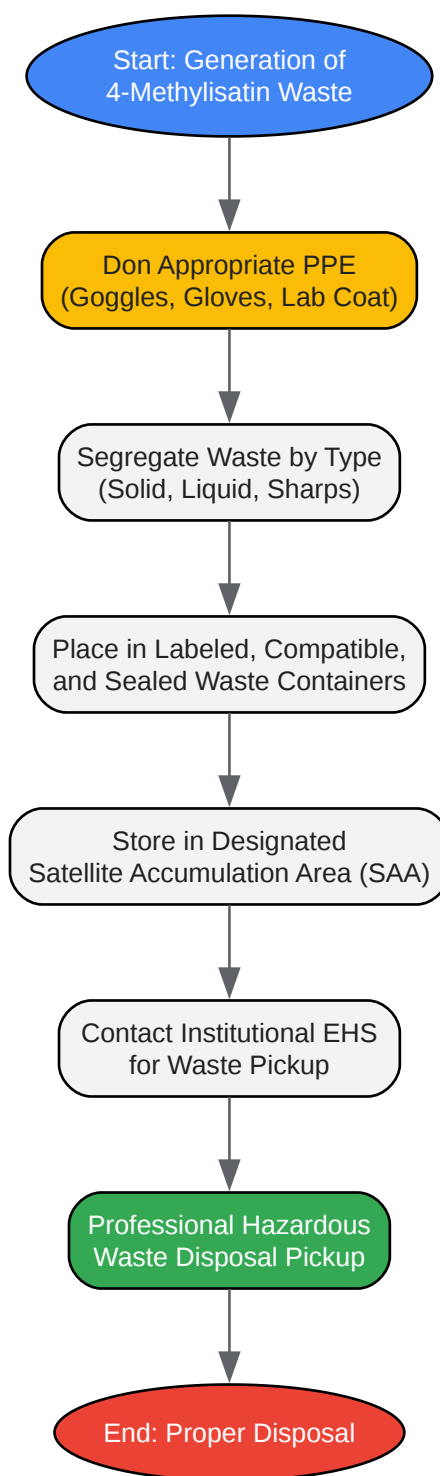 Start: Generation of
4-Methylisatin Waste
Don Appropriate PPE
(Goggles, Gloves, Lab Coat)
Segregate Waste by Type
(Solid, Liquid, Sharps)
Place in Labeled, Compatible,
and Sealed Waste Containers
Store in Designated
Satellite Accumulation Area (SAA)
Contact Institutional EHS
for Waste Pickup
Professional Hazardous
Waste Disposal Pickup
End: Proper Disposal